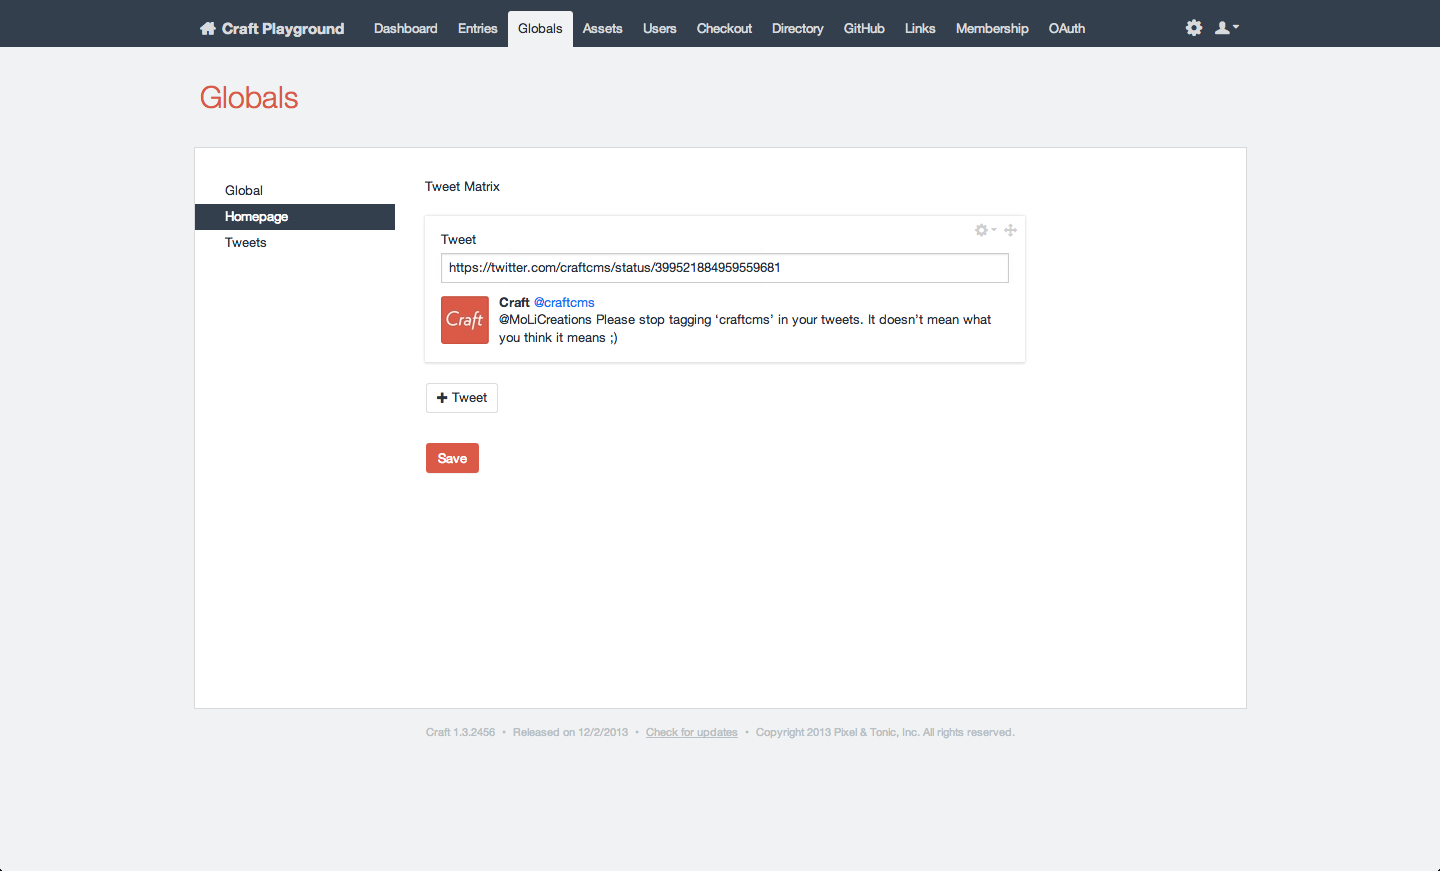 Craft Playground Dashboard Entries Globals Assets Users Checkout Directory GitHub Links Membership OAuth
Globals
Global
Homepage
Tweets
Tweet Matrix
Tweet
https://twitter.com/craftcms/status/399521884959559681
Craft
Craft @craftcms
@MoLiCreations Please stop tagging ‘craftcms’ in your tweets. It doesn’t mean what
you think it means ;)
Tweet
Save
Craft 1.3.2456 • Released on 12/2/2013 • Check for updates • Copyright 2013 Pixel & Tonic, Inc. All rights reserved.